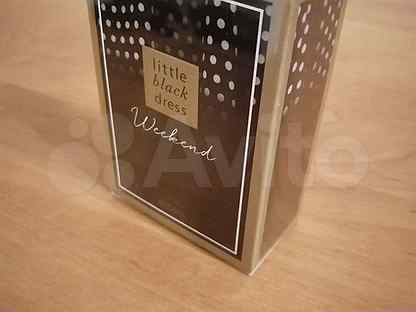 little
black
dress
Weekend
Avito